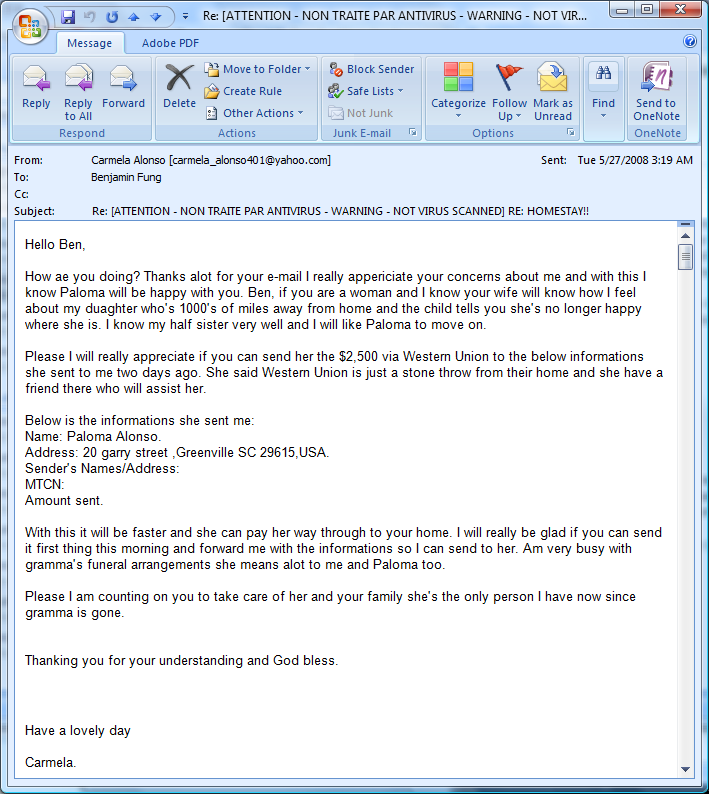 Re: [ATTENTION - NON TRAITE PAR ANTIVIRUS - WARNING - NOT VIR...
Message
Adobe PDF
Reply
Reply to All
Forward
Respond
Delete
Move to Folder
Create Rule
Other Actions
Actions
Block Sender
Safe Lists
Not Junk
Junk E-mail
Categorize
Follow Up
Mark as Unread
Options
Find
Send to OneNote
OneNote
From: Carmela Alonso [carmela_alonso401@yahoo.com] Sent: Tue 5/27/2008 3:19 AM
To: Benjamin Fung
Cc:
Subject: Re: [ATTENTION - NON TRAITE PAR ANTIVIRUS - WARNING - NOT VIRUS SCANNED] RE: HOMESTAY!!
Hello Ben,
How ae you doing? Thanks alot for your e-mail I really appericiate your concerns about me and with this I
know Paloma will be happy with you. Ben, if you are a woman and I know your wife will know how I feel
about my duaghter who's 1000's of miles away from home and the child tells you she's no longer happy
where she is. I know my half sister very well and I will like Paloma to move on.
Please I will really appreciate if you can send her the $2,500 via Western Union to the below informations
she sent to me two days ago. She said Western Union is just a stone throw from their home and she have a
friend there who will assist her.
Below is the informations she sent me:
Name: Paloma Alonso.
Address: 20 garry street ,Greenville SC 29615,USA.
Sender's Names/Address:
MTCN:
Amount sent.
With this it will be faster and she can pay her way through to your home. I will really be glad if you can send
it first thing this morning and forward me with the informations so I can send to her. Am very busy with
gramma's funeral arrangements she means alot to me and Paloma too.
Please I am counting on you to take care of her and your family she's the only person I have now since
gramma is gone.
Thanking you for your understanding and God bless.
Have a lovely day
Carmela.